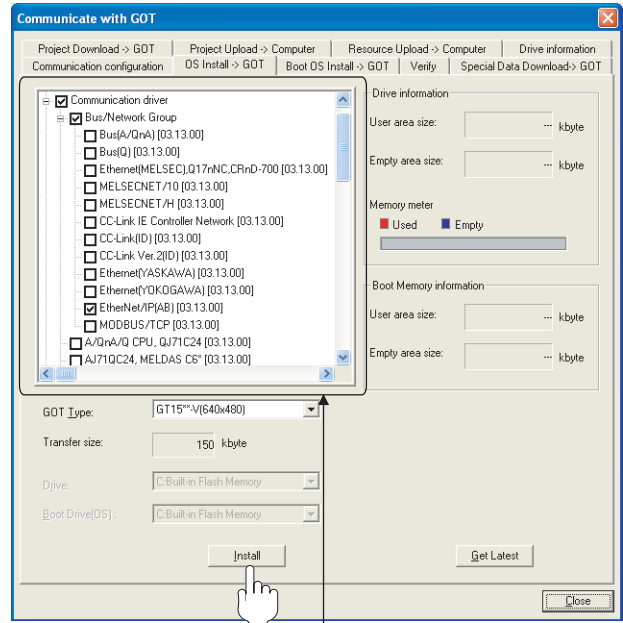 Communicate with GOT
Project Download -> GOT
Project Upload -> Computer
Resource Upload -> Computer
Drive information
Communication configuration
OS Install -> GOT
Boot OS Install -> GOT
Verify
Special Data Download-> GOT
Communication driver
Bus/Network Group
Bus(A/QnA) [03.13.00]
Bus(Q) [03.13.00]
Ethernet(MELSEC),Q17nNC,CRnD-700 [03.13.00]
MELSECNET/10 [03.13.00]
MELSECNET/H [03.13.00]
CC-Link IE Controller Network [03.13.00]
CC-Link(ID) [03.13.00]
CC-Link Ver.2(ID) [03.13.00]
Ethernet(YASKAWA) [03.13.00]
Ethernet(YOKOGAWA) [03.13.00]
EtherNet/IP(AB) [03.13.00]
MODBUS/TCP [03.13.00]
A/QnA/Q CPU, QJ71C24 [03.13.00]
AJ71QC24, MELDAS C6* [03.13.00]
Drive information
User area size: --- kbyte
Empty area size: --- kbyte
Memory meter
Used Empty
Boot Memory information
User area size: --- kbyte
Empty area size: --- kbyte
GOT Type: GT15**-V(640x480)
Transfer size: 150 kbyte
Drive: C:Built-in Flash Memory
Boot Drive(OS) : C:Built-in Flash Memory
Install
Get Latest
Close